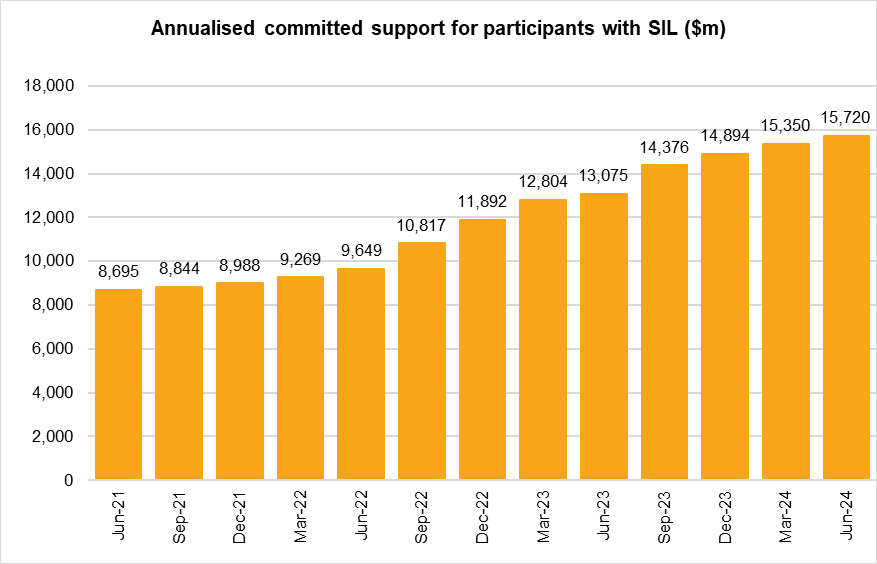 Annualised committed support for participants with SIL ($m)
18,000
16,000
14,000
12,000
10,000
8,000
6,000
4,000
2,000
0
8,695
8,844
8,988
9,269
9,649
10,817
11,892
12,804
13,075
14,376
14,894
15,350
15,720
Jun-21
Sep-21
Dec-21
Mar-22
Jun-22
Sep-22
Dec-22
Mar-23
Jun-23
Sep-23
Dec-23
Mar-24
Jun-24